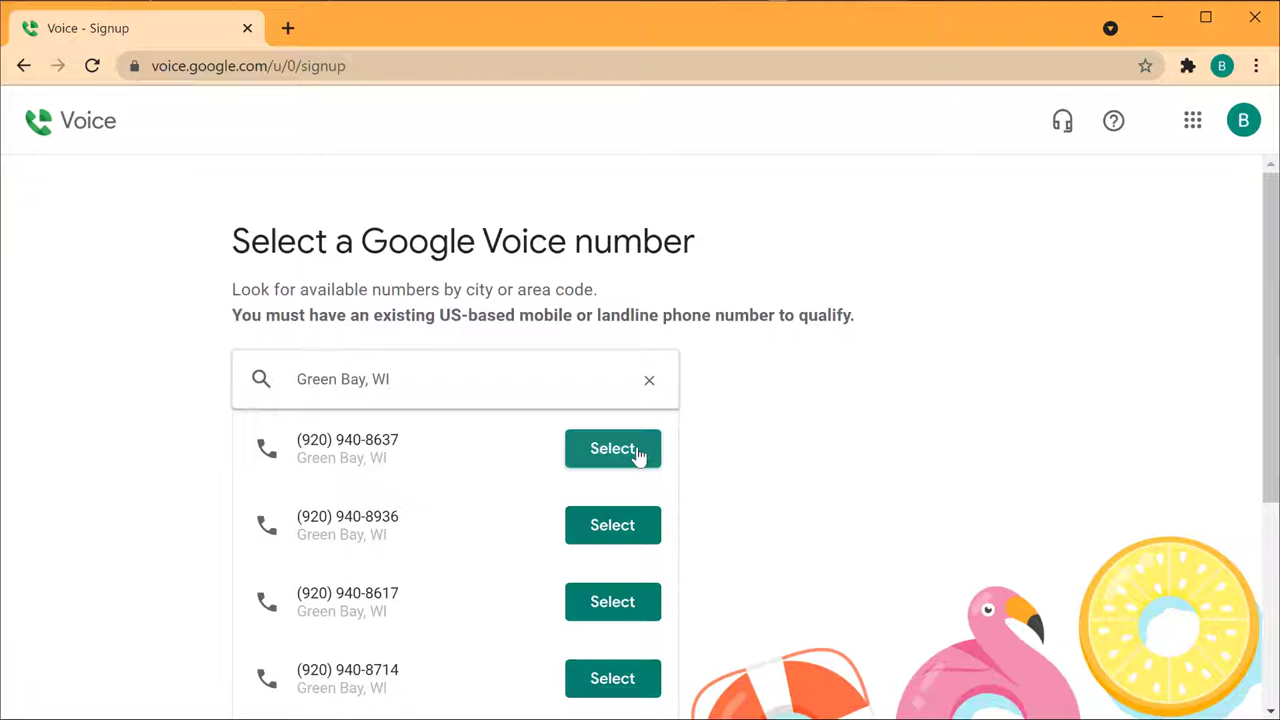 Voice - Signup
voice.google.com/u/0/signup
B
Voice
B
Select a Google Voice number
Look for available numbers by city or area code.
You must have an existing US-based mobile or landline phone number to qualify.
Green Bay, WI
(920) 940-8637
Green Bay, WI
Select
(920) 940-8936
Green Bay, WI
Select
(920) 940-8617
Green Bay, WI
Select
(920) 940-8714
Green Bay, WI
Select